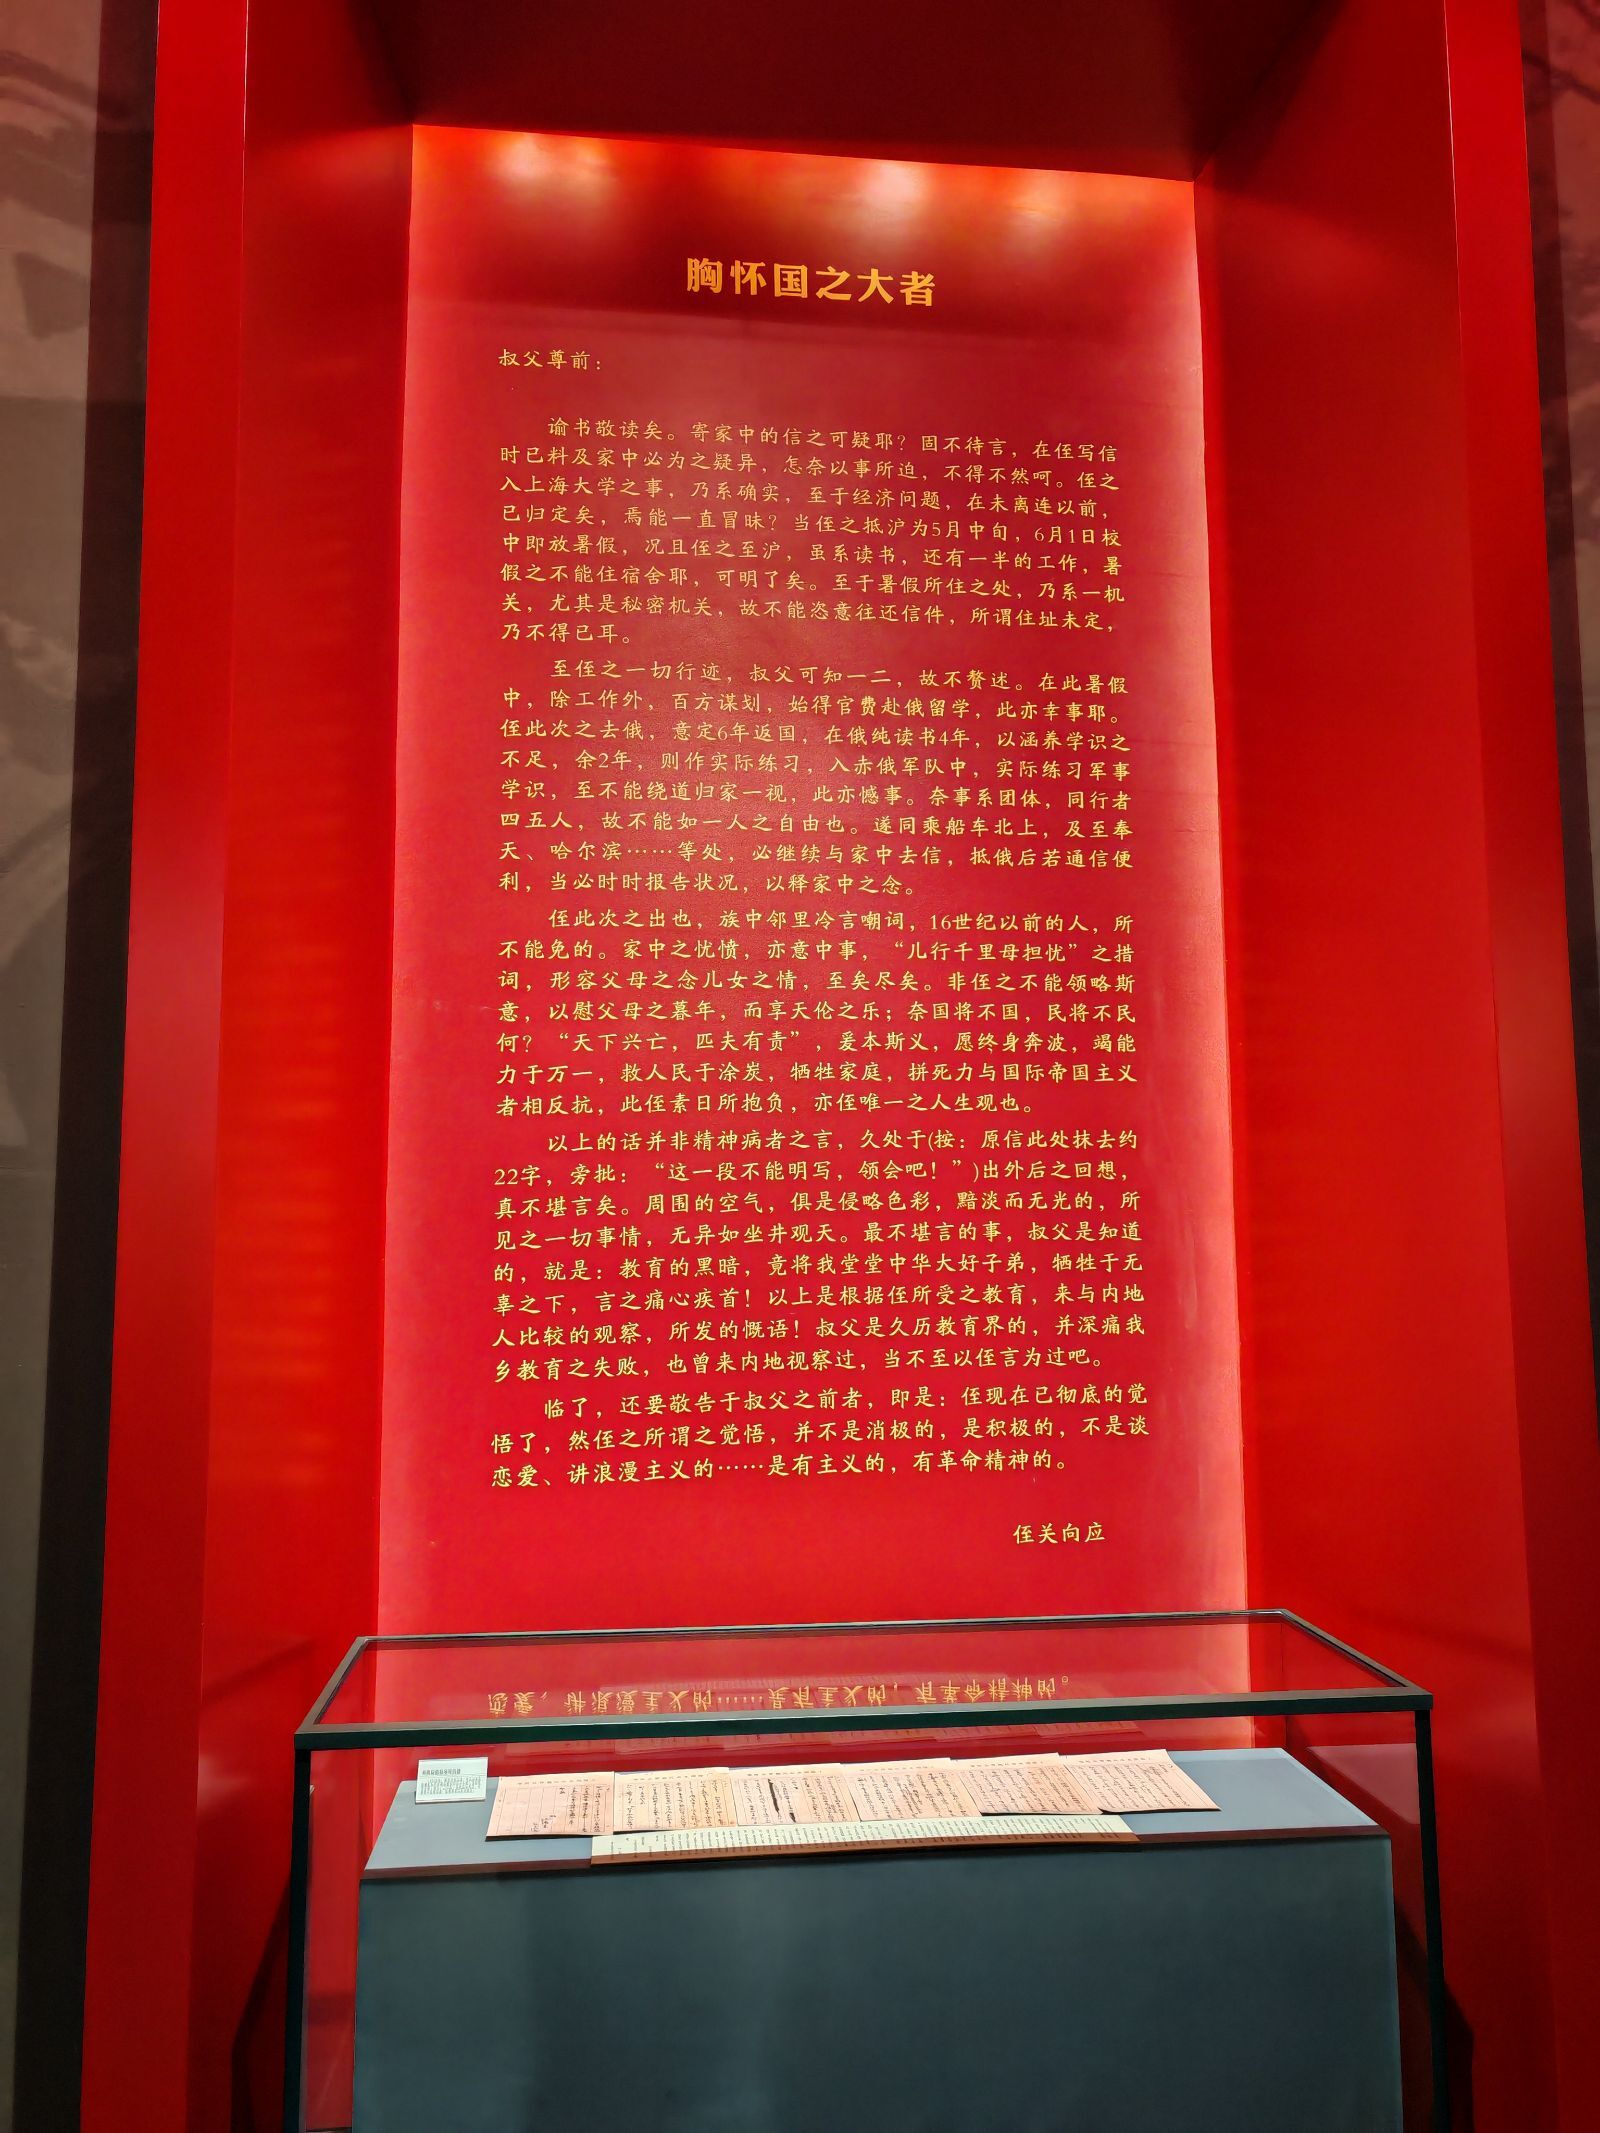 胸怀国之大者
叔父尊前：
谕书敬读矣。寄家中的信之可疑耶？固不待言，在侄写信
时已料及家中必为之疑异，怎奈以事所迫，不得不然呵。侄之
入上海大学之事，乃系确实，至于经济问题，在未离连以前，
已归定矣，焉能一直冒昧？当侄之抵沪为5月中旬，6月1日校
中即放暑假，况且侄之至沪，虽系读书，还有一半的工作，暑
假之不能住宿舍耶，可明了矣。至于暑假所住之处，乃系一机
关，尤其是秘密机关，故不能恣意往还信件，所谓住址未定，
乃不得已耳。
至侄之一切行迹，叔父可知一二，故不赘述。在此暑假
中，除工作外，百方谋划，始得官费赴俄留学，此亦幸事耶。
侄此次之去俄，意定6年返国，在俄纯读书4年，以涵养学识之
不足，余2年，则作实际练习，入赤俄军队中，实际练习军事
学识，至不能绕道归家一视，此亦憾事。奈事系团体，同行者
四五人，故不能如一人之自由也。遂同乘船车北上，及至奉
天、哈尔滨……等处，必继续与家中去信，抵俄后若通信便
利，当必时时报告状况，以释家中之念。
侄此次之出也，族中邻里冷言嘲词，16世纪以前的人，所
不能免的。家中之忧愤，亦意中事，“儿行千里母担忧”之措
词，形容父母之念儿女之情，至矣尽矣。非侄之不能领略斯
意，以慰父母之暮年，而享天伦之乐；奈国将不国，民将不民
何？“天下兴亡，匹夫有责”，爰本斯义，愿终身奔波，竭能
力于万一，救人民于涂炭，牺牲家庭，拼死力与国际帝国主义
者相反抗，此侄素日所抱负，亦侄唯一之人生观也。
以上的话并非精神病者之言，久处于(按：原信此处抹去约
22字，旁批：“这一段不能明写，领会吧！”)出外后之回想，
真不堪言矣。周围的空气，俱是侵略色彩，黯淡而无光的，所
见之一切事情，无异如坐井观天。最不堪言的事，叔父是知道
的，就是：教育的黑暗，竟将我堂堂中华大好子弟，牺牲于无
辜之下，言之痛心疾首！以上是根据侄所受之教育，来与内地
人比较的观察，所发的慨语！叔父是久历教育界的，并深痛我
乡教育之失败，也曾来内地视察过，当不至以侄言为过吧。
临了，还要敬告于叔父之前者，即是：侄现在已彻底的觉
悟了，然侄之所谓之觉悟，并不是消极的，是积极的，不是谈
恋爱、讲浪漫主义的……是有主义的，有革命精神的。
侄关向应